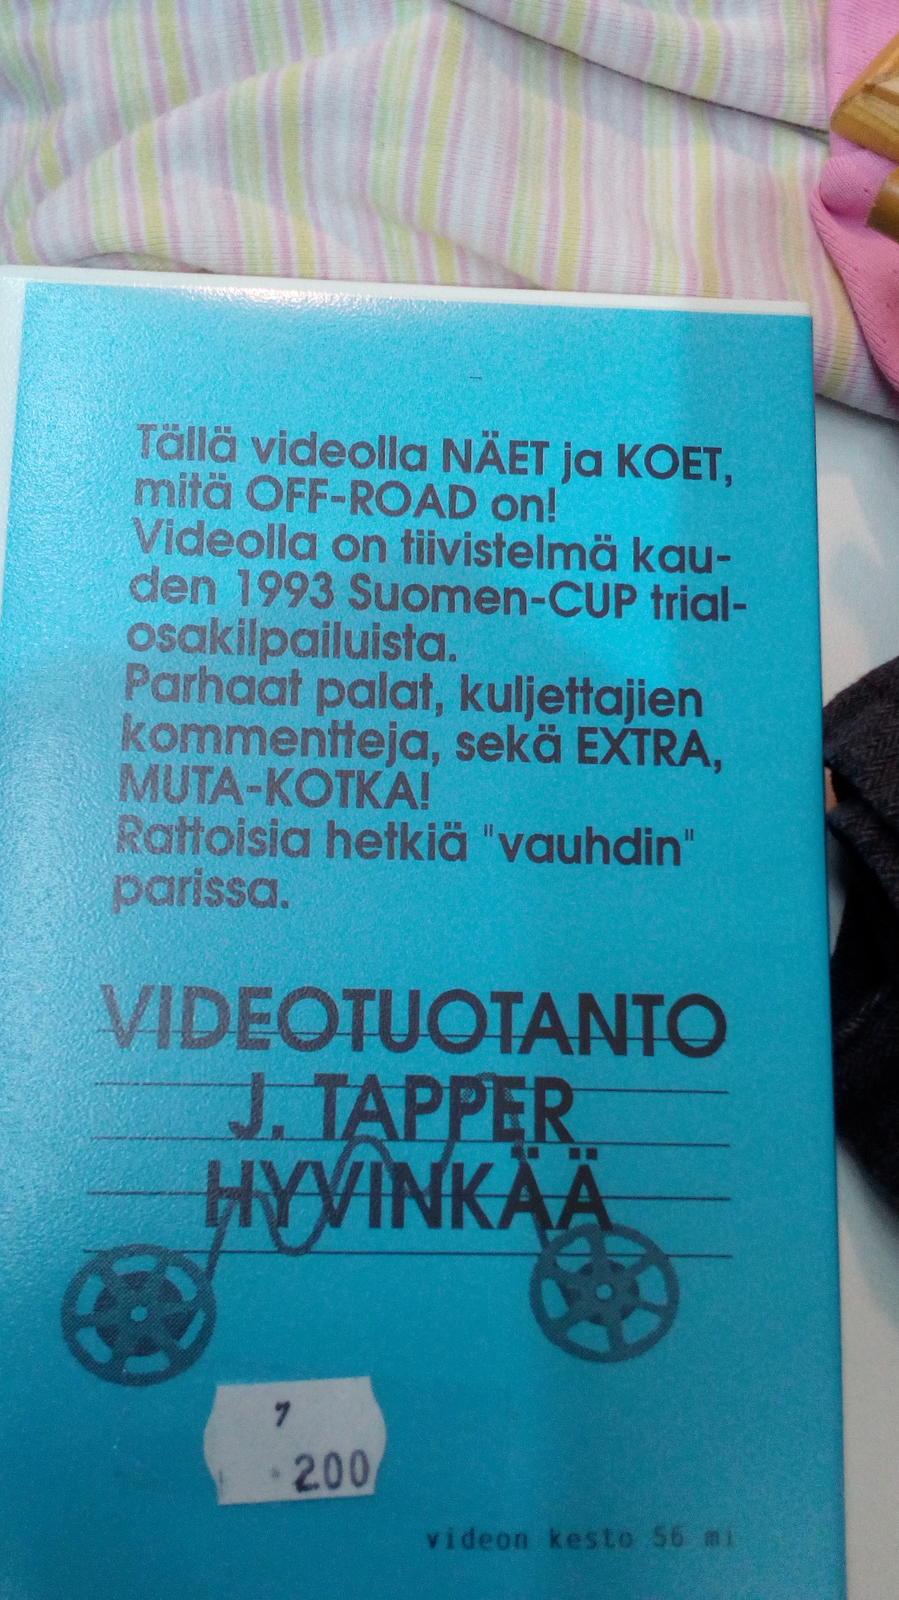 Tällä videolla NÄET ja KOET,
mitä OFF-ROAD on!
Videolla on tiivistelmä kau-
den 1993 Suomen-CUP trial-
osakilpailuista.
Parhaat palat, kuljettajien
kommentteja, sekä EXTRA,
MUTA-KOTKA!
Rattoisia hetkiä "vauhdin"
parissa.
VIDEOTUOTANTO
J. TAPPER
HYVINKÄÄ
7
200
videon kesto 56 mi